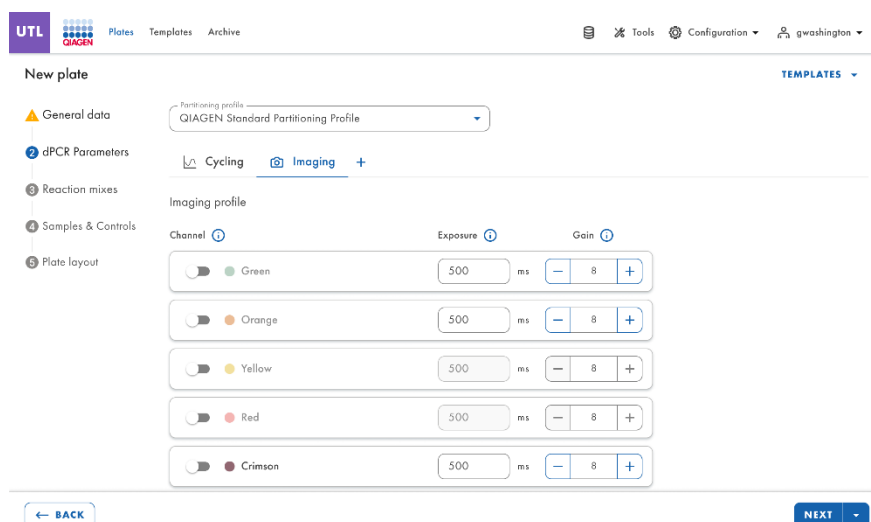 UTL QIAGEN Plates Templates Archive Tools Configuration gwashington
New plate TEMPLATES
General data
2 dPCR Parameters
3 Reaction mixes
4 Samples & Controls
5 Plate layout
Partitioning profile
QIAGEN Standard Partitioning Profile
Cycling Imaging +
Imaging profile
Channel i Exposure i Gain i
Green 500 ms − 8 +
Orange 500 ms − 8 +
Yellow 500 ms − 8 +
Red 500 ms − 8 +
Crimson 500 ms − 8 +
← BACK NEXT